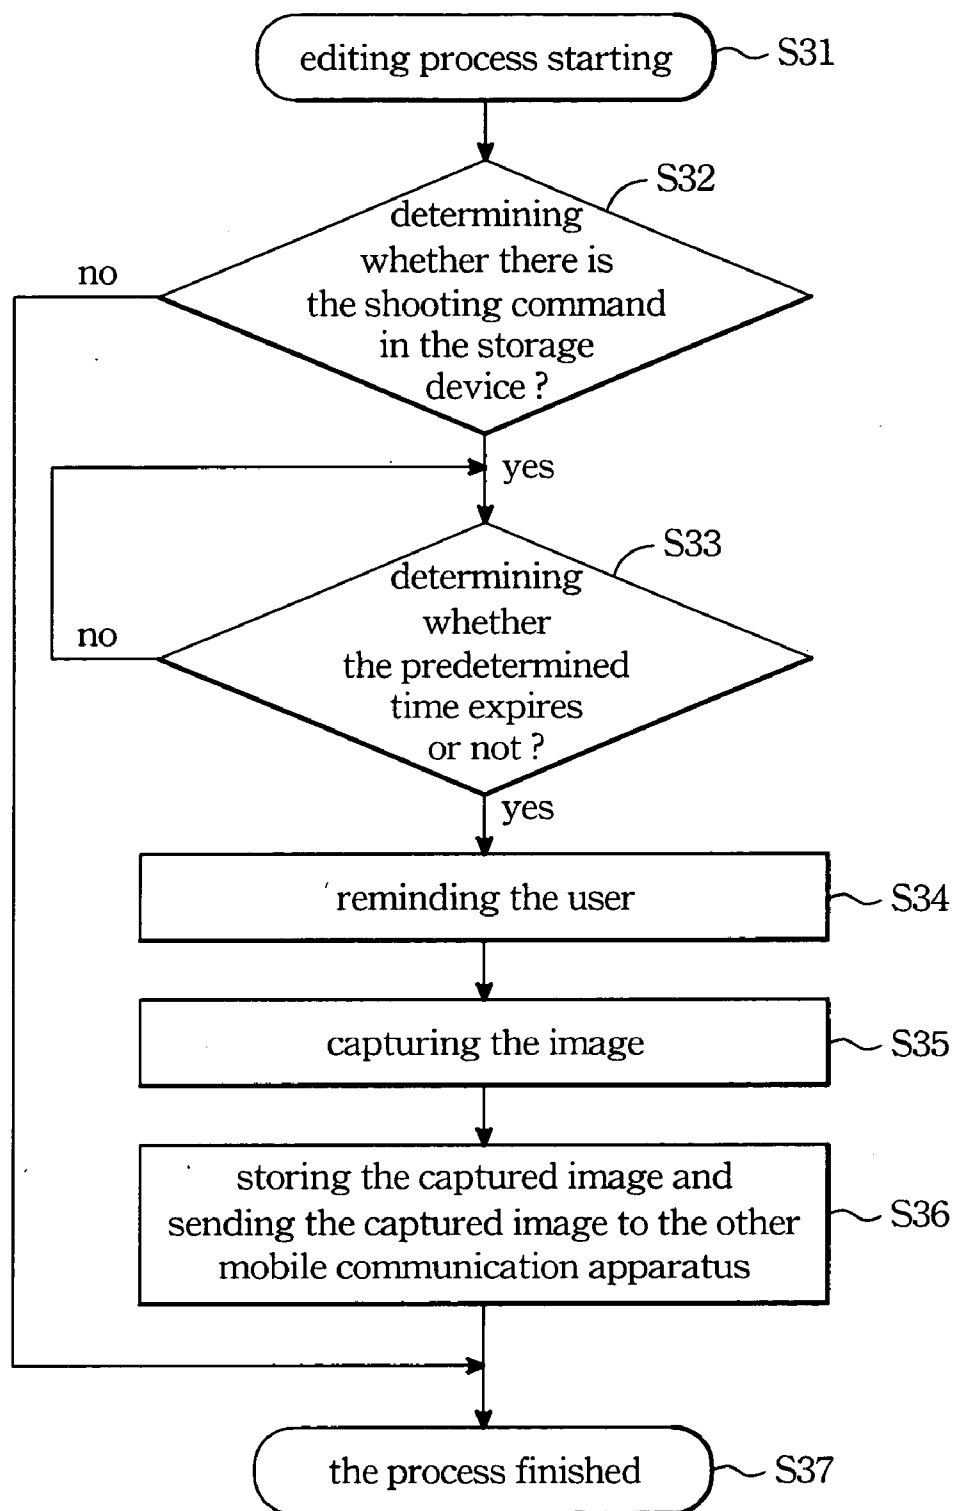 editing process starting
S31
S32
determining
whether there is
the shooting command
in the storage
device ?
no
yes
S33
determining
whether
the predetermined
time expires
or not ?
no
yes
reminding the user
S34
capturing the image
S35
storing the captured image and
sending the captured image to the other
mobile communication apparatus
S36
the process finished
S37